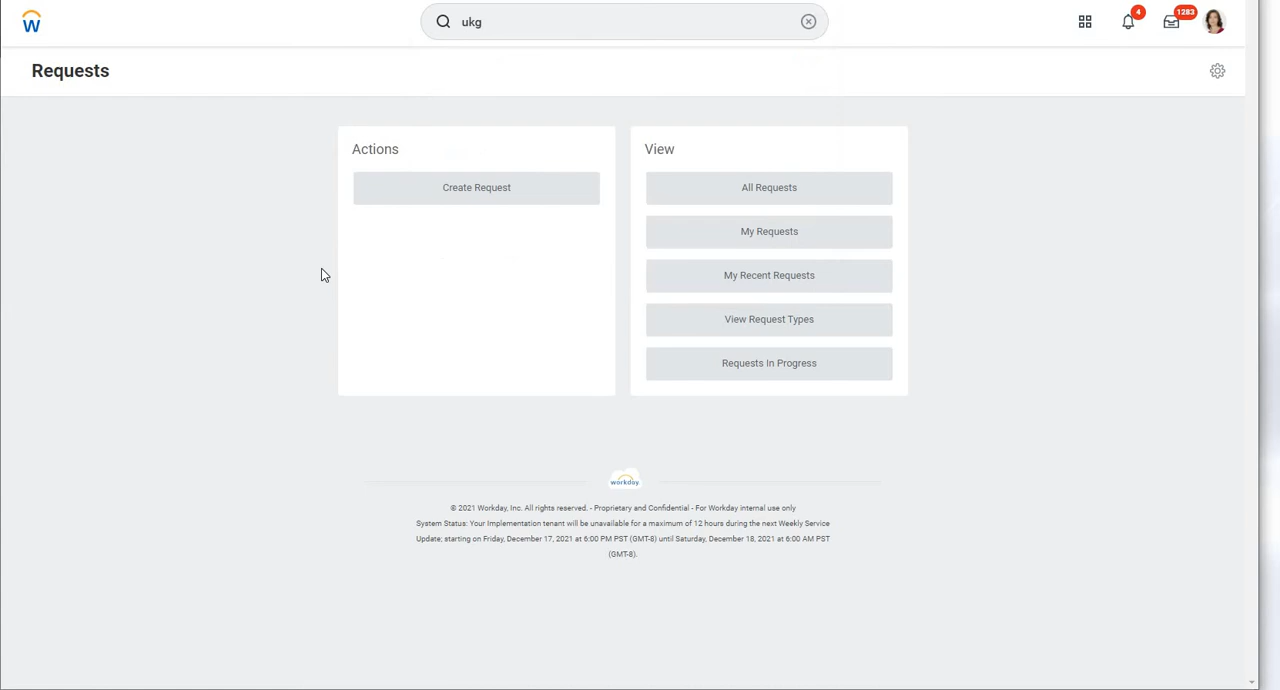 W
ukg
4
1283
Requests
Actions
Create Request
View
All Requests
My Requests
My Recent Requests
View Request Types
Requests In Progress
workday
© 2021 Workday, Inc. All rights reserved. - Proprietary and Confidential - For Workday internal use only
System Status: Your Implementation tenant will be unavailable for a maximum of 12 hours during the next Weekly Service
Update; starting on Friday, December 17, 2021 at 6:00 PM PST (GMT-8) until Saturday, December 18, 2021 at 6:00 AM PST
(GMT-8).